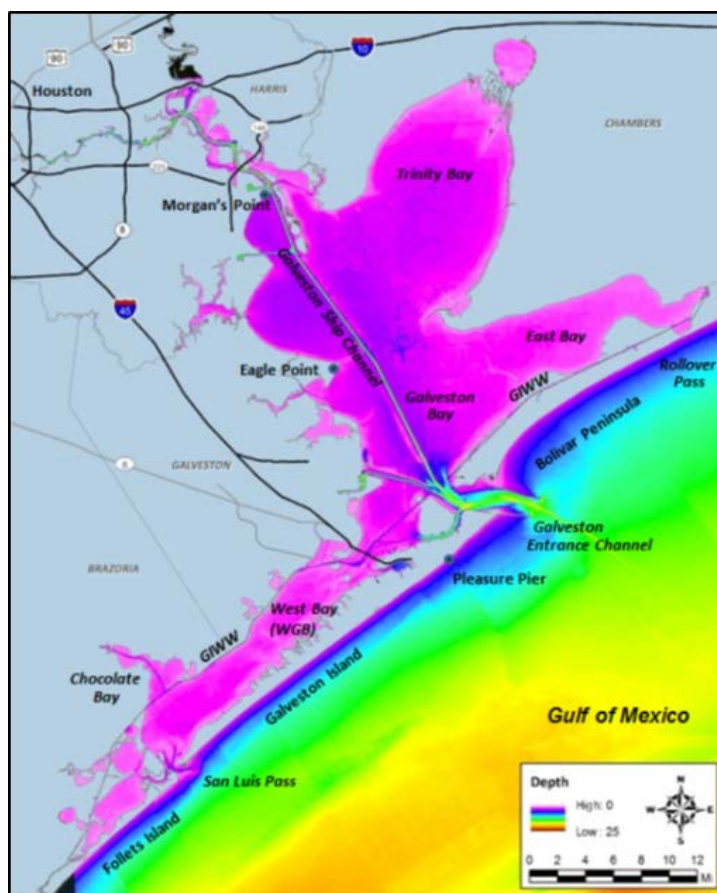 90
90
10
Houston
HARRIS
CHAMBERS
146
225
Trinity Bay
Morgan's Point
8
Galveston Ship Channel
45
East Bay
Eagle Point
Rollover
Pass
Galveston
Bay
GIWW
Bolivar Peninsula
6
GALVESTON
Galveston
Entrance Channel
Pleasure Pier
BRAZORIA
West Bay
(WGB)
GIWW
Chocolate
Bay
Galveston Island
Gulf of Mexico
San Luis Pass
Follets Island
Depth
High: 0
Low : 25
N
W E
S
0 2 4 6 8 10 12
Mi